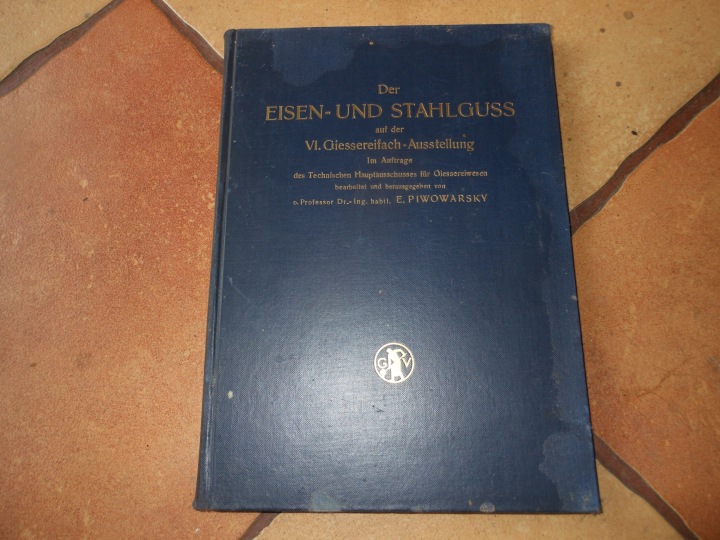 Der
EISEN- UND STAHLGUSS
auf der
VI. Giessereifach-Ausstellung
Im Auftrage
des Technischen Hauptausschusses für Giessereiwesen
bearbeitet und herausgegeben von
o. Professor Dr.-Ing. habil. E. PIWOWARSKY
G V